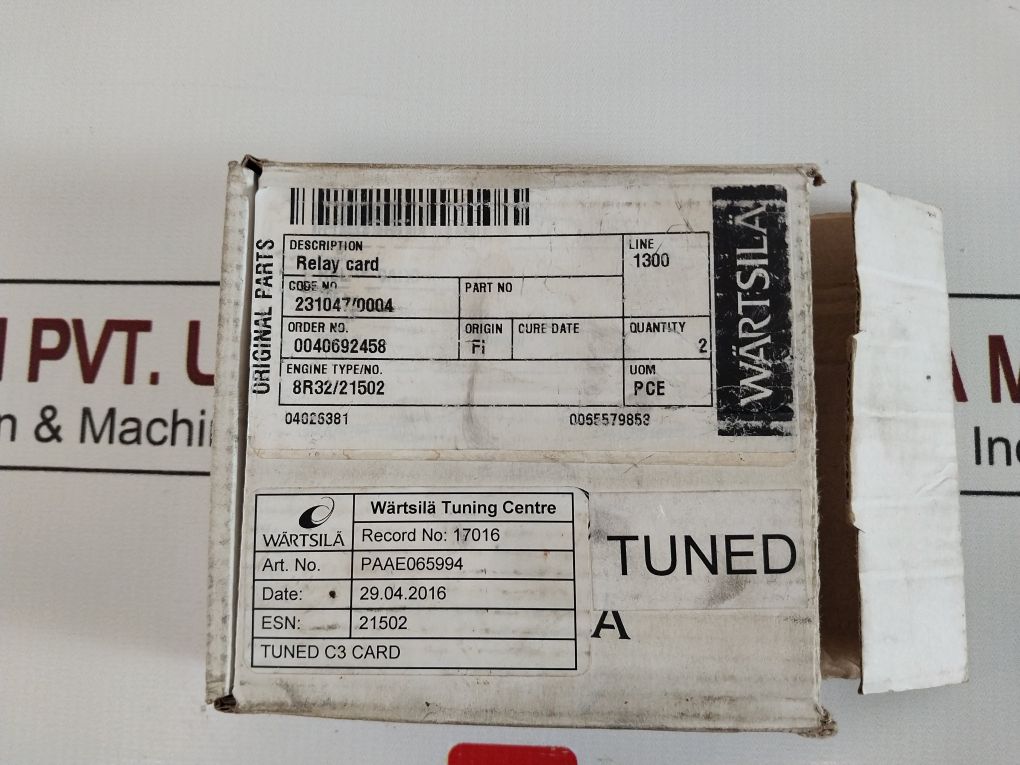 ORIGINAL PARTS
DESCRIPTION
Relay card
LINE
1300
CODE NO
231047/0004
PART NO
ORDER NO.
0040692458
ORIGIN
Fi
CURE DATE
QUANTITY
2
ENGINE TYPE/NO.
8R32/21502
UOM
PCE
04026381
0065579853
WÄRTSILÄ
WÄRTSILÄ
Wärtsilä Tuning Centre
Record No: 17016
Art. No. PAAE065994
Date: 29.04.2016
ESN: 21502
TUNED C3 CARD
TUNED
PVT. U
n & Machi
A M
In